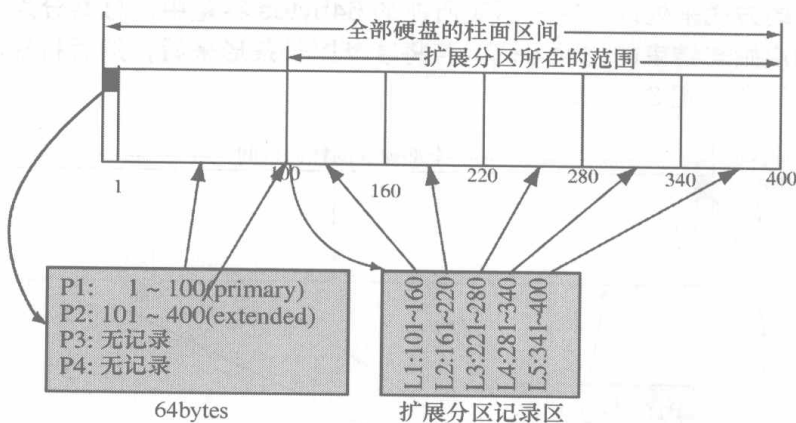 全部硬盘的柱面区间
扩展分区所在的范围
1
100
160
220
280
340
400
P1: 1 ~ 100(primary)
P2: 101 ~ 400(extended)
P3: 无记录
P4: 无记录
L1:101~160
L2:161~220
L3:221~280
L4:281~340
L5:341~400
64bytes
扩展分区记录区